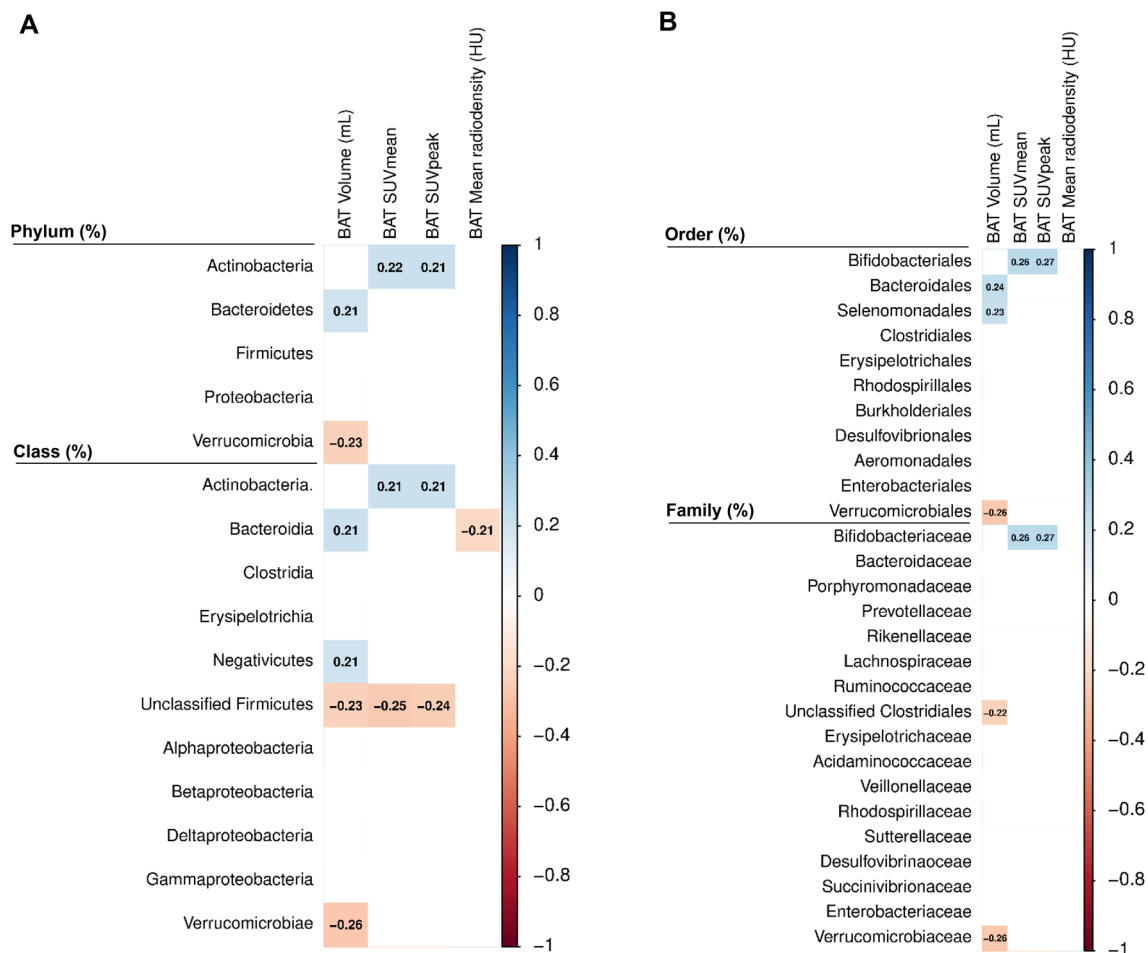 A
BAT Volume (mL)
BAT SUVmean
BAT SUVpeak
BAT Mean radiodensity (HU)
Phylum (%)
Actinobacteria 0.22 0.21
Bacteroidetes 0.21
Firmicutes
Proteobacteria
Verrucomicrobia −0.23
Class (%)
Actinobacteria. 0.21 0.21
Bacteroidia 0.21 −0.21
Clostridia
Erysipelotrichia
Negativicutes 0.21
Unclassified Firmicutes −0.23 −0.25 −0.24
Alphaproteobacteria
Betaproteobacteria
Deltaproteobacteria
Gammaproteobacteria
Verrucomicrobiae −0.26
1
0.8
0.6
0.4
0.2
0
−0.2
−0.4
−0.6
−0.8
−1
B
BAT Volume (mL)
BAT SUVmean
BAT SUVpeak
BAT Mean radiodensity (HU)
Order (%)
Bifidobacteriales 0.26 0.27
Bacteroidales 0.24
Selenomonadales 0.23
Clostridiales
Erysipelotrichales
Rhodospirillales
Burkholderiales
Desulfovibrionales
Aeromonadales
Enterobacteriales
Verrucomicrobiales −0.26
Family (%)
Bifidobacteriaceae 0.26 0.27
Bacteroidaceae
Porphyromonadaceae
Prevotellaceae
Rikenellaceae
Lachnospiraceae
Ruminococcaceae
Unclassified Clostridiales −0.22
Erysipelotrichaceae
Acidaminococcaceae
Veillonellaceae
Rhodospirillaceae
Sutterellaceae
Desulfovibrinaoceae
Succinivibrionaceae
Enterobacteriaceae
Verrucomicrobiaceae −0.26
1
0.8
0.6
0.4
0.2
0
−0.2
−0.4
−0.6
−0.8
−1